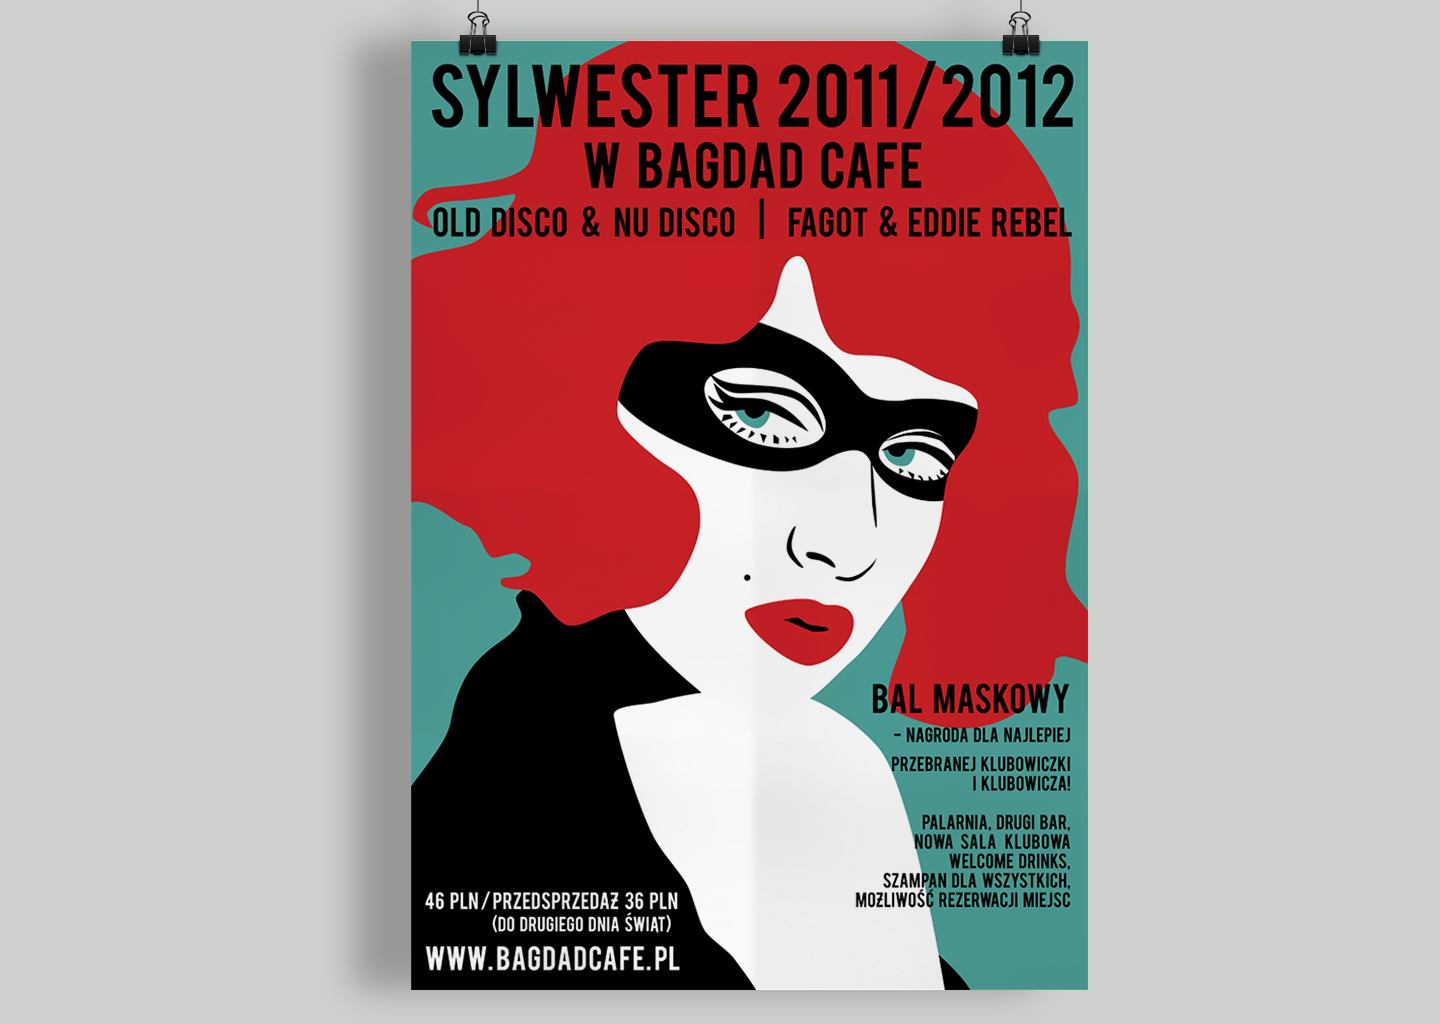 SYLWESTER 2011/2012
W BAGDAD CAFE
OLD DISCO & NU DISCO | FAGOT & EDDIE REBEL
BAL MASKOWY
– NAGRODA DLA NAJLEPIEJ
PRZEBRANEJ KLUBOWICZKI
I KLUBOWICZA!
PALARNIA, DRUGI BAR,
NOWA SALA KLUBOWA
WELCOME DRINKS,
SZAMPAN DLA WSZYSTKICH,
MOŻLIWOŚĆ REZERWACJI MIEJSC
46 PLN/PRZEDSPRZEDAŻ 36 PLN
(DO DRUGIEGO DNIA ŚWIAT)
WWW.BAGDADCAFE.PL